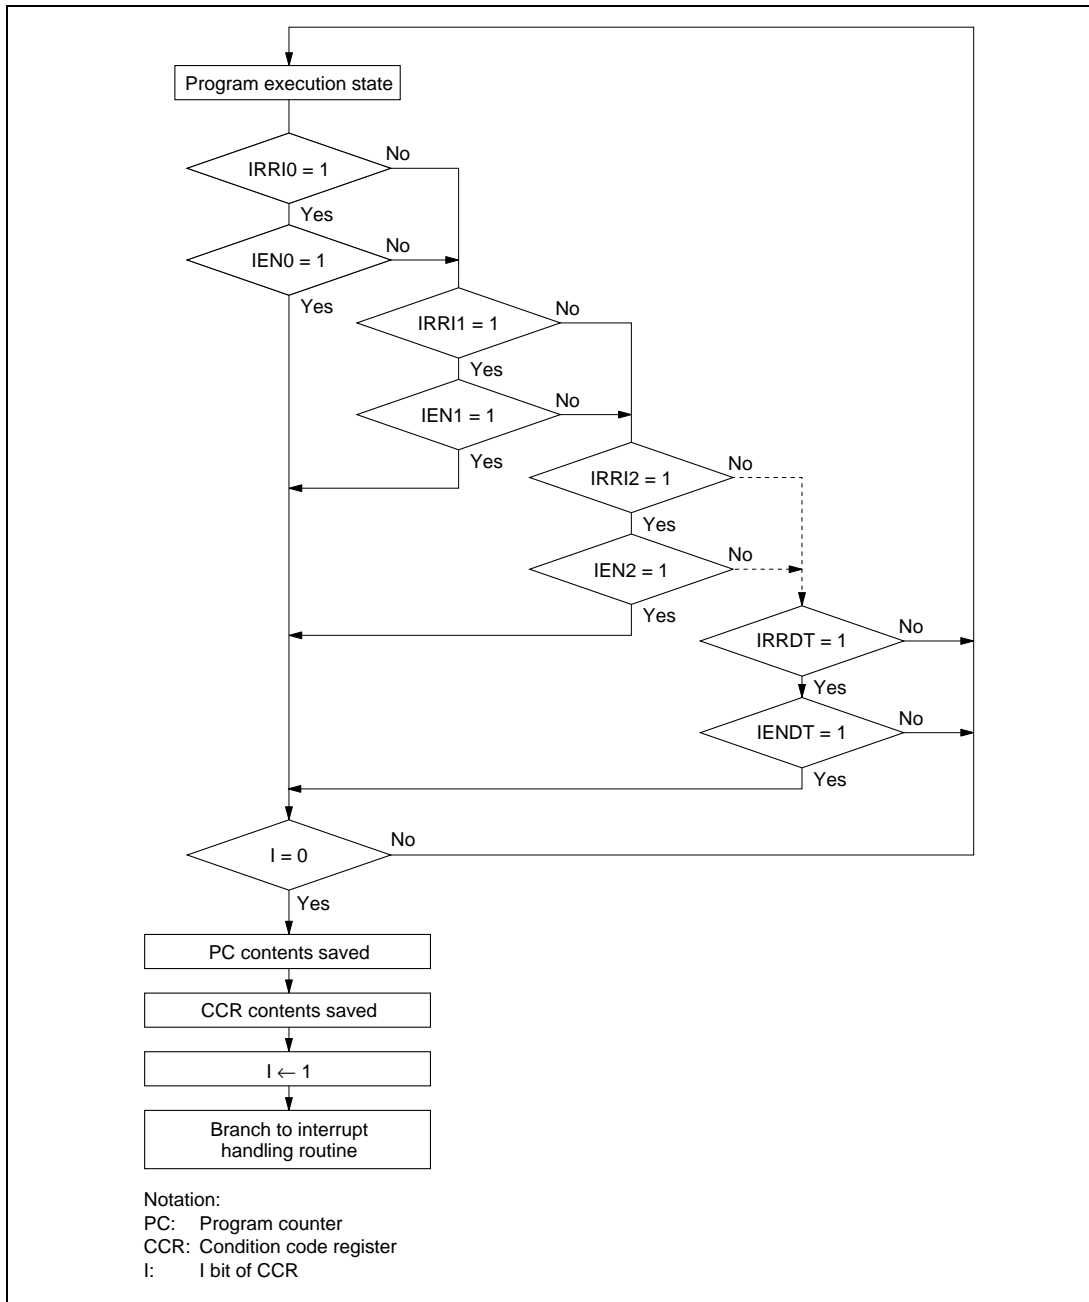 Program execution state
IRRI0 = 1
No
Yes
IEN0 = 1
No
Yes
IRRI1 = 1
No
Yes
IEN1 = 1
No
Yes
IRRI2 = 1
No
Yes
IEN2 = 1
No
Yes
IRRDT = 1
No
Yes
IENDT = 1
No
Yes
I = 0
No
Yes
PC contents saved
CCR contents saved
I ← 1
Branch to interrupt
handling routine
Notation:
PC: Program counter
CCR: Condition code register
I: I bit of CCR